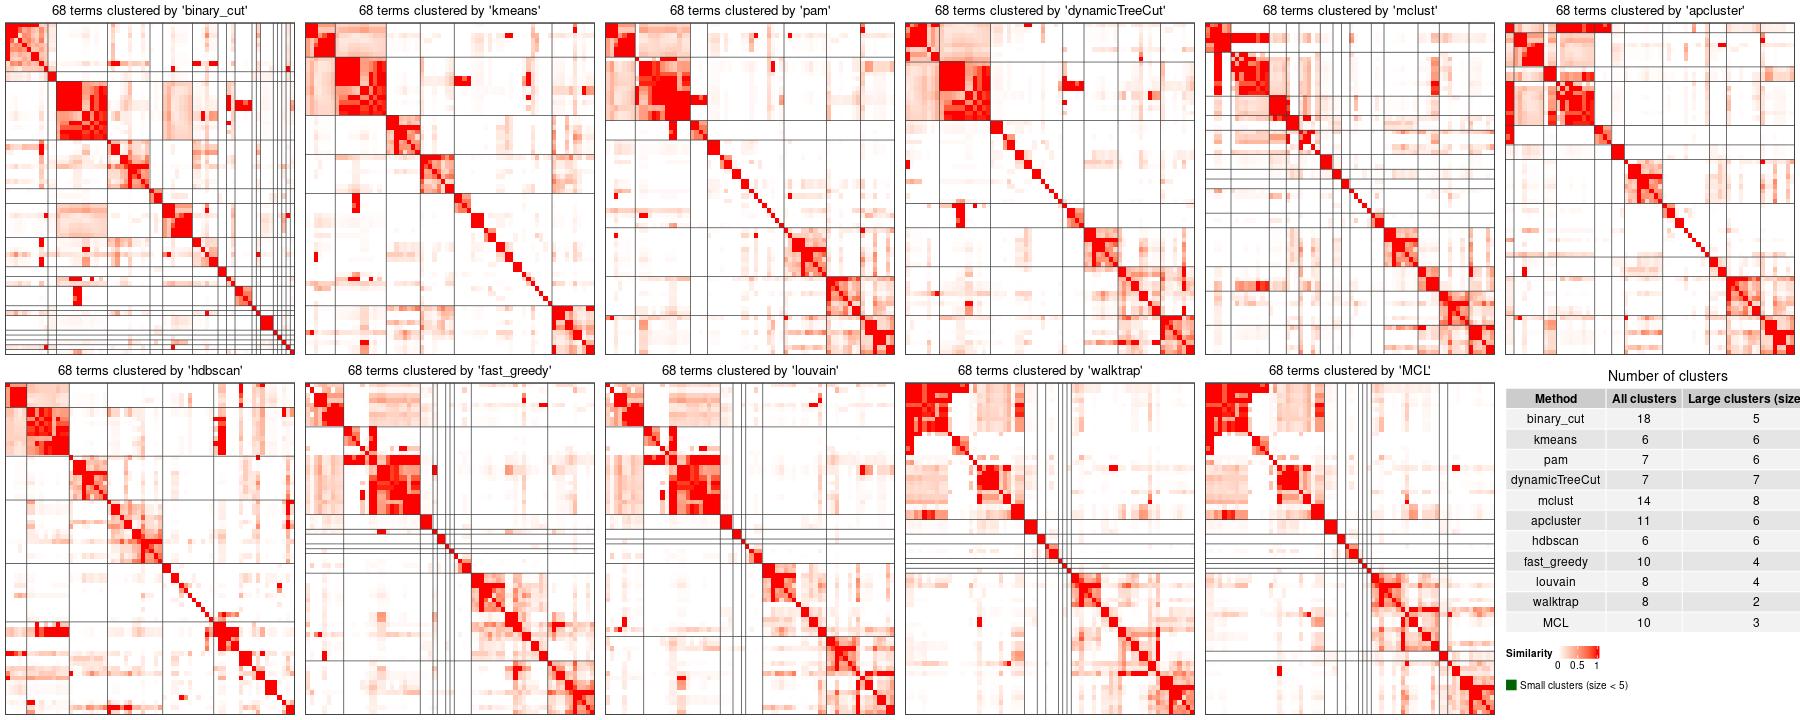 68 terms clustered by 'binary_cut'
68 terms clustered by 'kmeans'
68 terms clustered by 'pam'
68 terms clustered by 'dynamicTreeCut'
68 terms clustered by 'mclust'
68 terms clustered by 'apcluster'
68 terms clustered by 'hdbscan'
68 terms clustered by 'fast_greedy'
68 terms clustered by 'louvain'
68 terms clustered by 'walktrap'
68 terms clustered by 'MCL'
Number of clusters
Method All clusters Large clusters (size
binary_cut 18 5
kmeans 6 6
pam 7 6
dynamicTreeCut 7 7
mclust 14 8
apcluster 11 6
hdbscan 6 6
fast_greedy 10 4
louvain 8 4
walktrap 8 2
MCL 10 3
Similarity
0 0.5 1
Small clusters (size < 5)